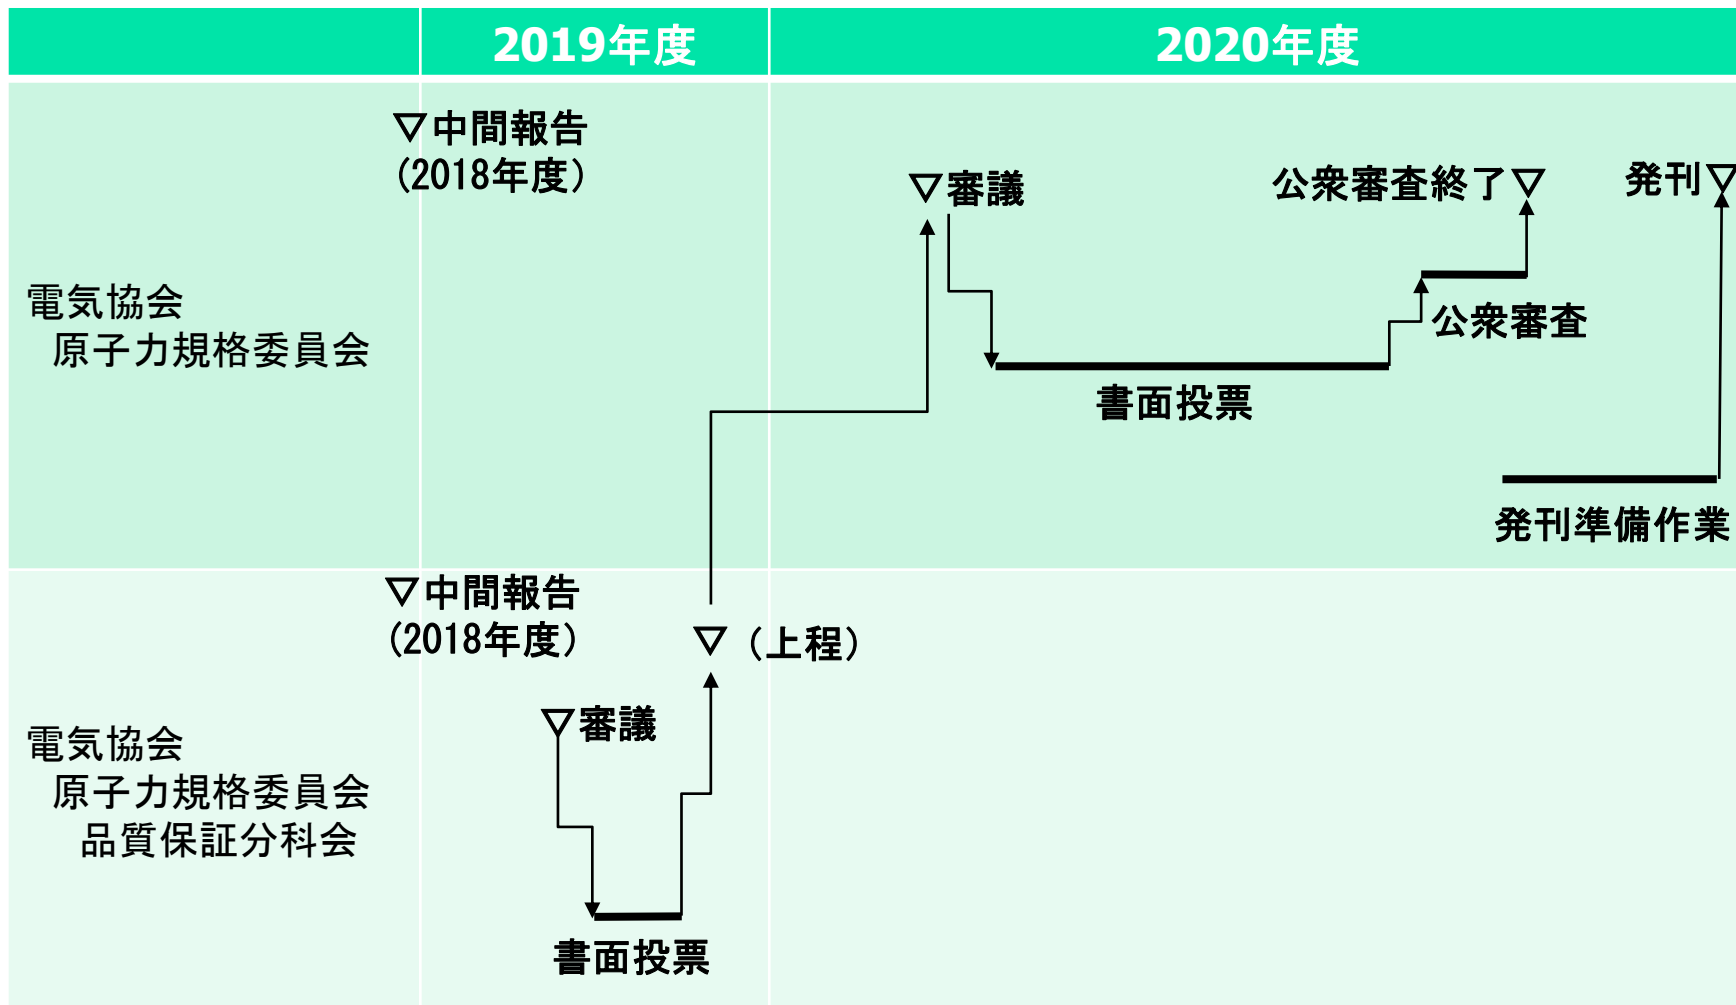 2019年度
2020年度
▽中間報告
(2018年度)
▽審議
公衆審査終了▽
発刊▽
電気協会
原子力規格委員会
公衆審査
書面投票
発刊準備作業
▽中間報告
(2018年度)
▽（上程）
▽審議
電気協会
原子力規格委員会
品質保証分科会
書面投票